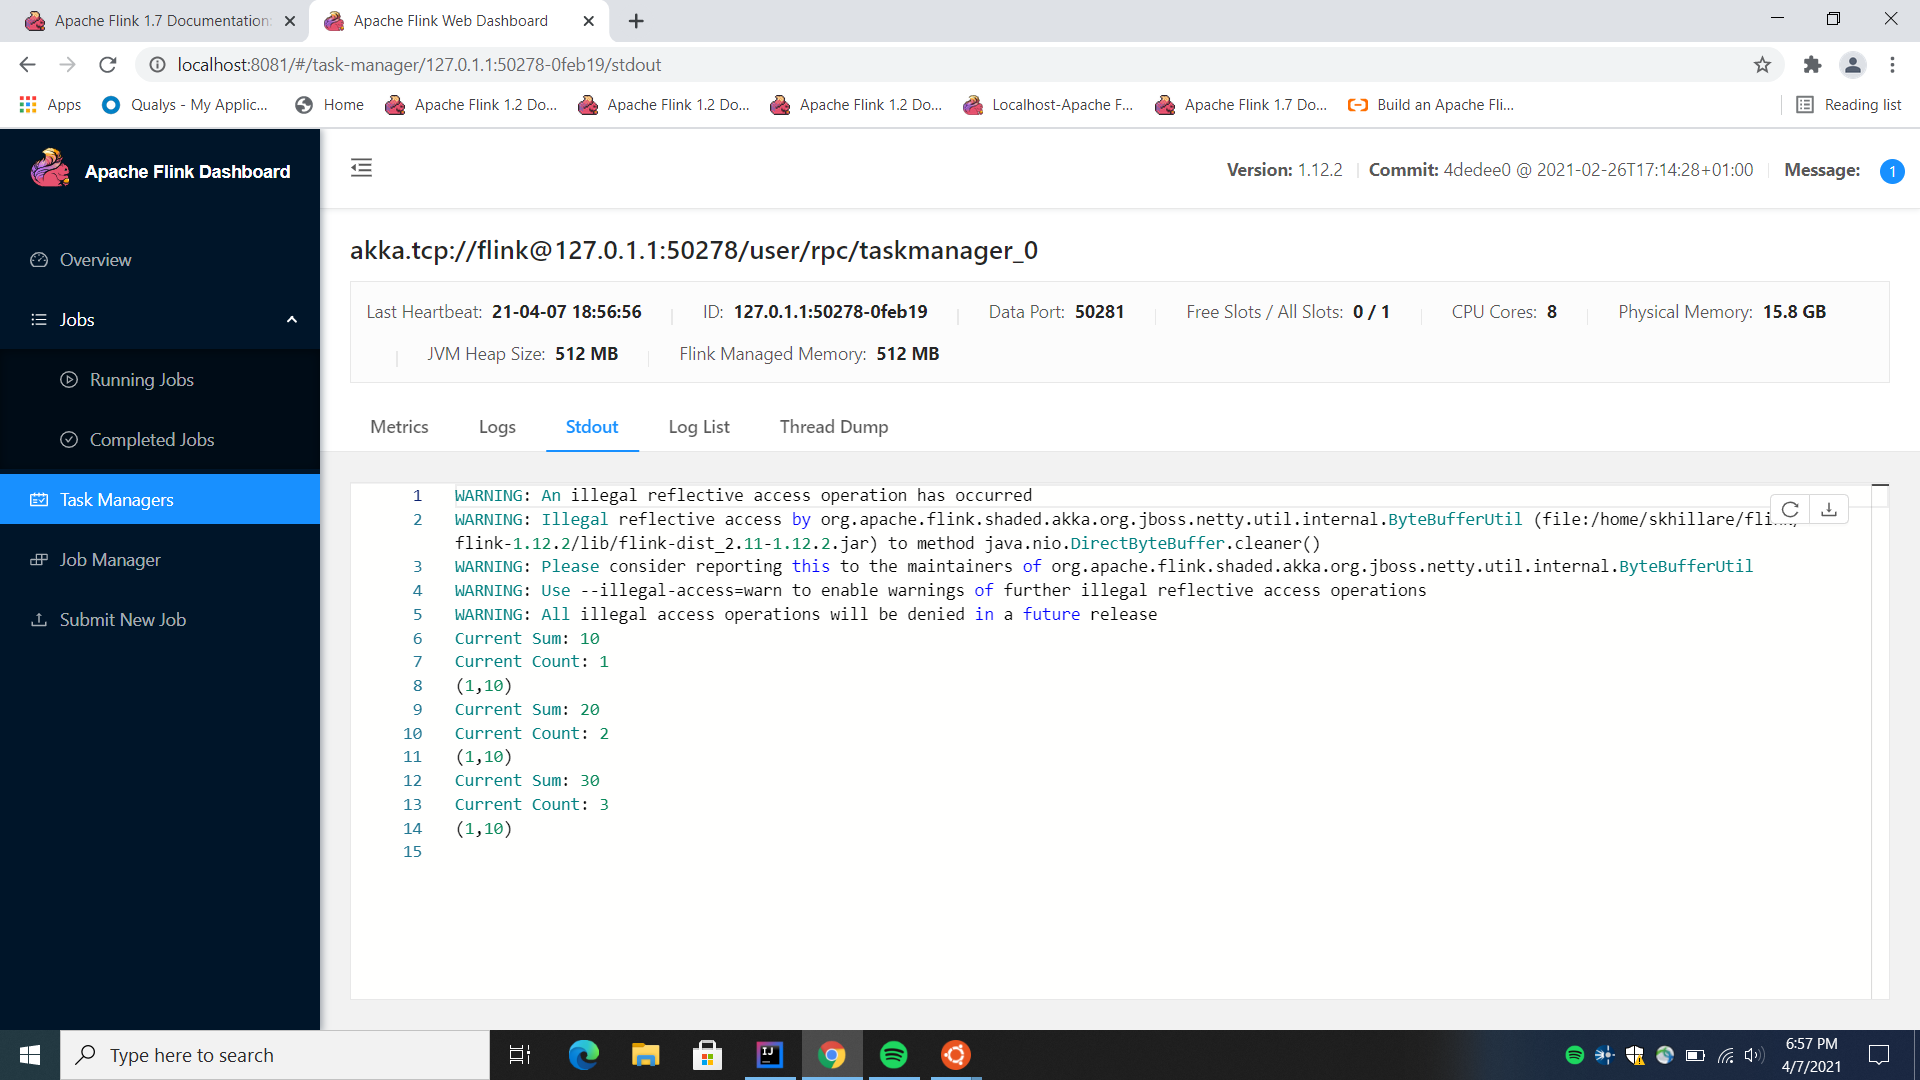 Apache Flink 1.7 Documentation:
Apache Flink Web Dashboard
localhost:8081/#/task-manager/127.0.1.1:50278-0feb19/stdout
Apps
Qualys - My Applic...
Home
Apache Flink 1.2 Do...
Apache Flink 1.2 Do...
Apache Flink 1.2 Do...
Localhost-Apache F...
Apache Flink 1.7 Do...
Build an Apache Fli...
Reading list
Apache Flink Dashboard
Version: 1.12.2
Commit: 4dedee0 @ 2021-02-26T17:14:28+01:00
Message: 1
Overview
Jobs
Running Jobs
Completed Jobs
Task Managers
Job Manager
Submit New Job
akka.tcp://flink@127.0.1.1:50278/user/rpc/taskmanager_0
Last Heartbeat: 21-04-07 18:56:56
ID: 127.0.1.1:50278-0feb19
Data Port: 50281
Free Slots / All Slots: 0 / 1
CPU Cores: 8
Physical Memory: 15.8 GB
JVM Heap Size: 512 MB
Flink Managed Memory: 512 MB
Metrics
Logs
Stdout
Log List
Thread Dump
1 WARNING: An illegal reflective access operation has occurred
2 WARNING: Illegal reflective access by org.apache.flink.shaded.akka.org.jboss.netty.util.internal.ByteBufferUtil (file:/home/skhillare/flink/
flink-1.12.2/lib/flink-dist_2.11-1.12.2.jar) to method java.nio.DirectByteBuffer.cleaner()
3 WARNING: Please consider reporting this to the maintainers of org.apache.flink.shaded.akka.org.jboss.netty.util.internal.ByteBufferUtil
4 WARNING: Use --illegal-access=warn to enable warnings of further illegal reflective access operations
5 WARNING: All illegal access operations will be denied in a future release
6 Current Sum: 10
7 Current Count: 1
8 (1,10)
9 Current Sum: 20
10 Current Count: 2
11 (1,10)
12 Current Sum: 30
13 Current Count: 3
14 (1,10)
15
Type here to search
6:57 PM
4/7/2021